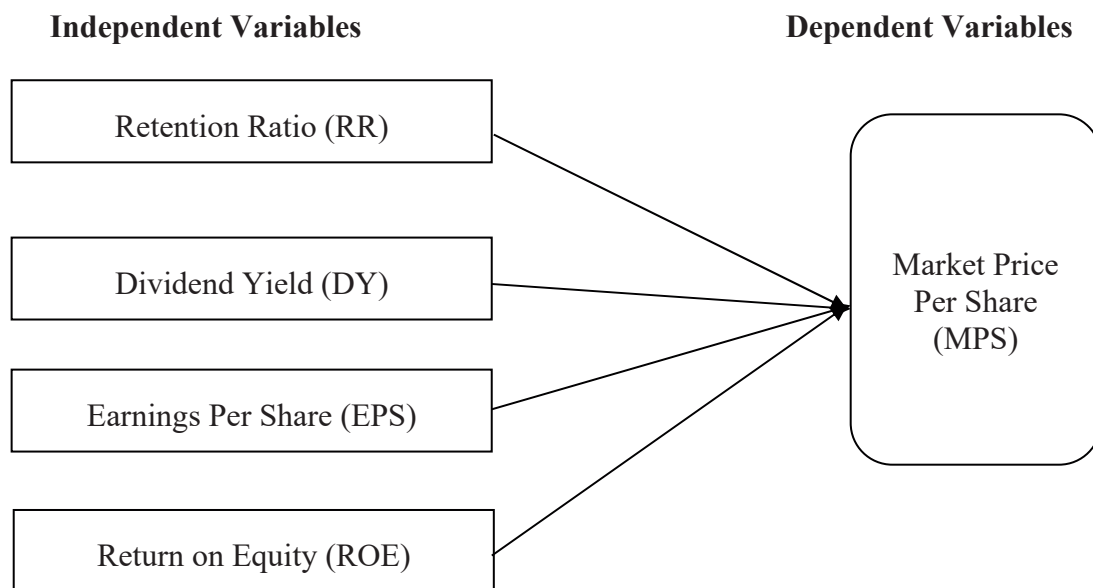 Independent Variables
Dependent Variables
Retention Ratio (RR)
Dividend Yield (DY)
Earnings Per Share (EPS)
Return on Equity (ROE)
Market Price
Per Share
(MPS)